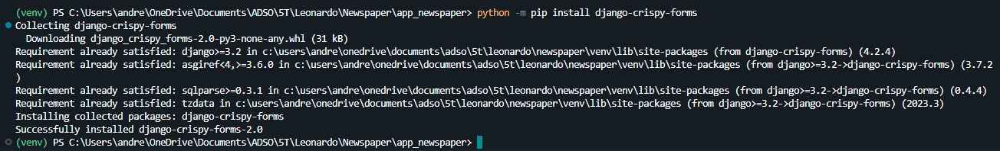 (venv) PS C:\Users\andre\OneDrive\Documents\ADSO\5T\Leonardo\Newspaper\app_newspaper> python -m pip install django-crispy-forms
Collecting django-crispy-forms
  Downloading django_crispy_forms-2.0-py3-none-any.whl (31 kB)
Requirement already satisfied: django>=3.2 in c:\users\andre\onedrive\documents\adso\5t\leonardo\newspaper\venv\lib\site-packages (from django-crispy-forms) (4.2.4)
Requirement already satisfied: asgiref<4,>=3.6.0 in c:\users\andre\onedrive\documents\adso\5t\leonardo\newspaper\venv\lib\site-packages (from django>=3.2->django-crispy-forms) (3.7.2
)
Requirement already satisfied: sqlparse>=0.3.1 in c:\users\andre\onedrive\documents\adso\5t\leonardo\newspaper\venv\lib\site-packages (from django>=3.2->django-crispy-forms) (0.4.4)
Requirement already satisfied: tzdata in c:\users\andre\onedrive\documents\adso\5t\leonardo\newspaper\venv\lib\site-packages (from django>=3.2->django-crispy-forms) (2023.3)
Installing collected packages: django-crispy-forms
Successfully installed django-crispy-forms-2.0
(venv) PS C:\Users\andre\OneDrive\Documents\ADSO\5T\Leonardo\Newspaper\app_newspaper>